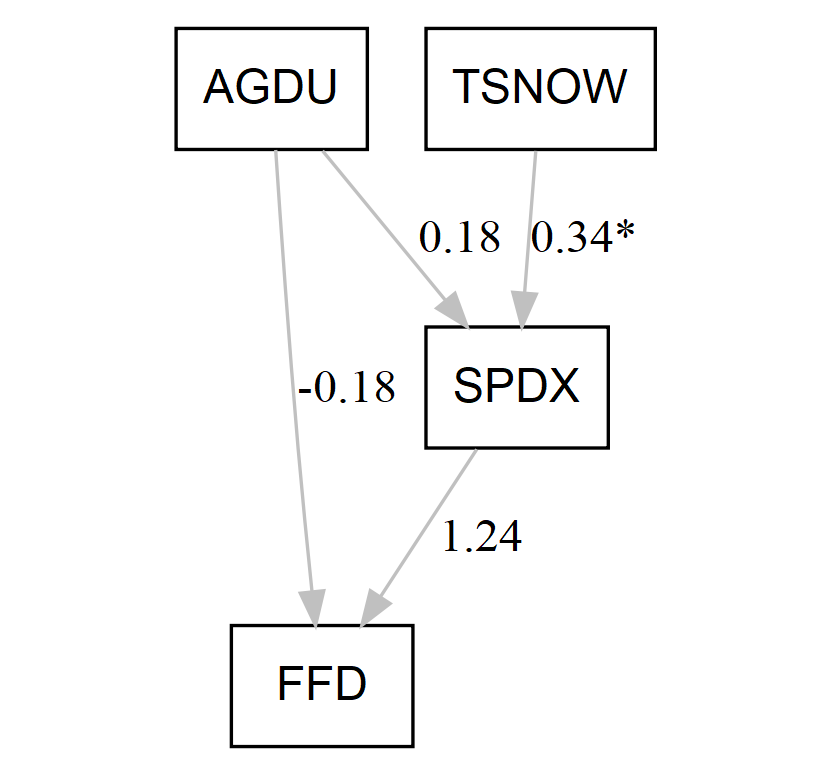 AGDU
TSNOW
0.18
0.34*
-0.18
SPDX
1.24
FFD